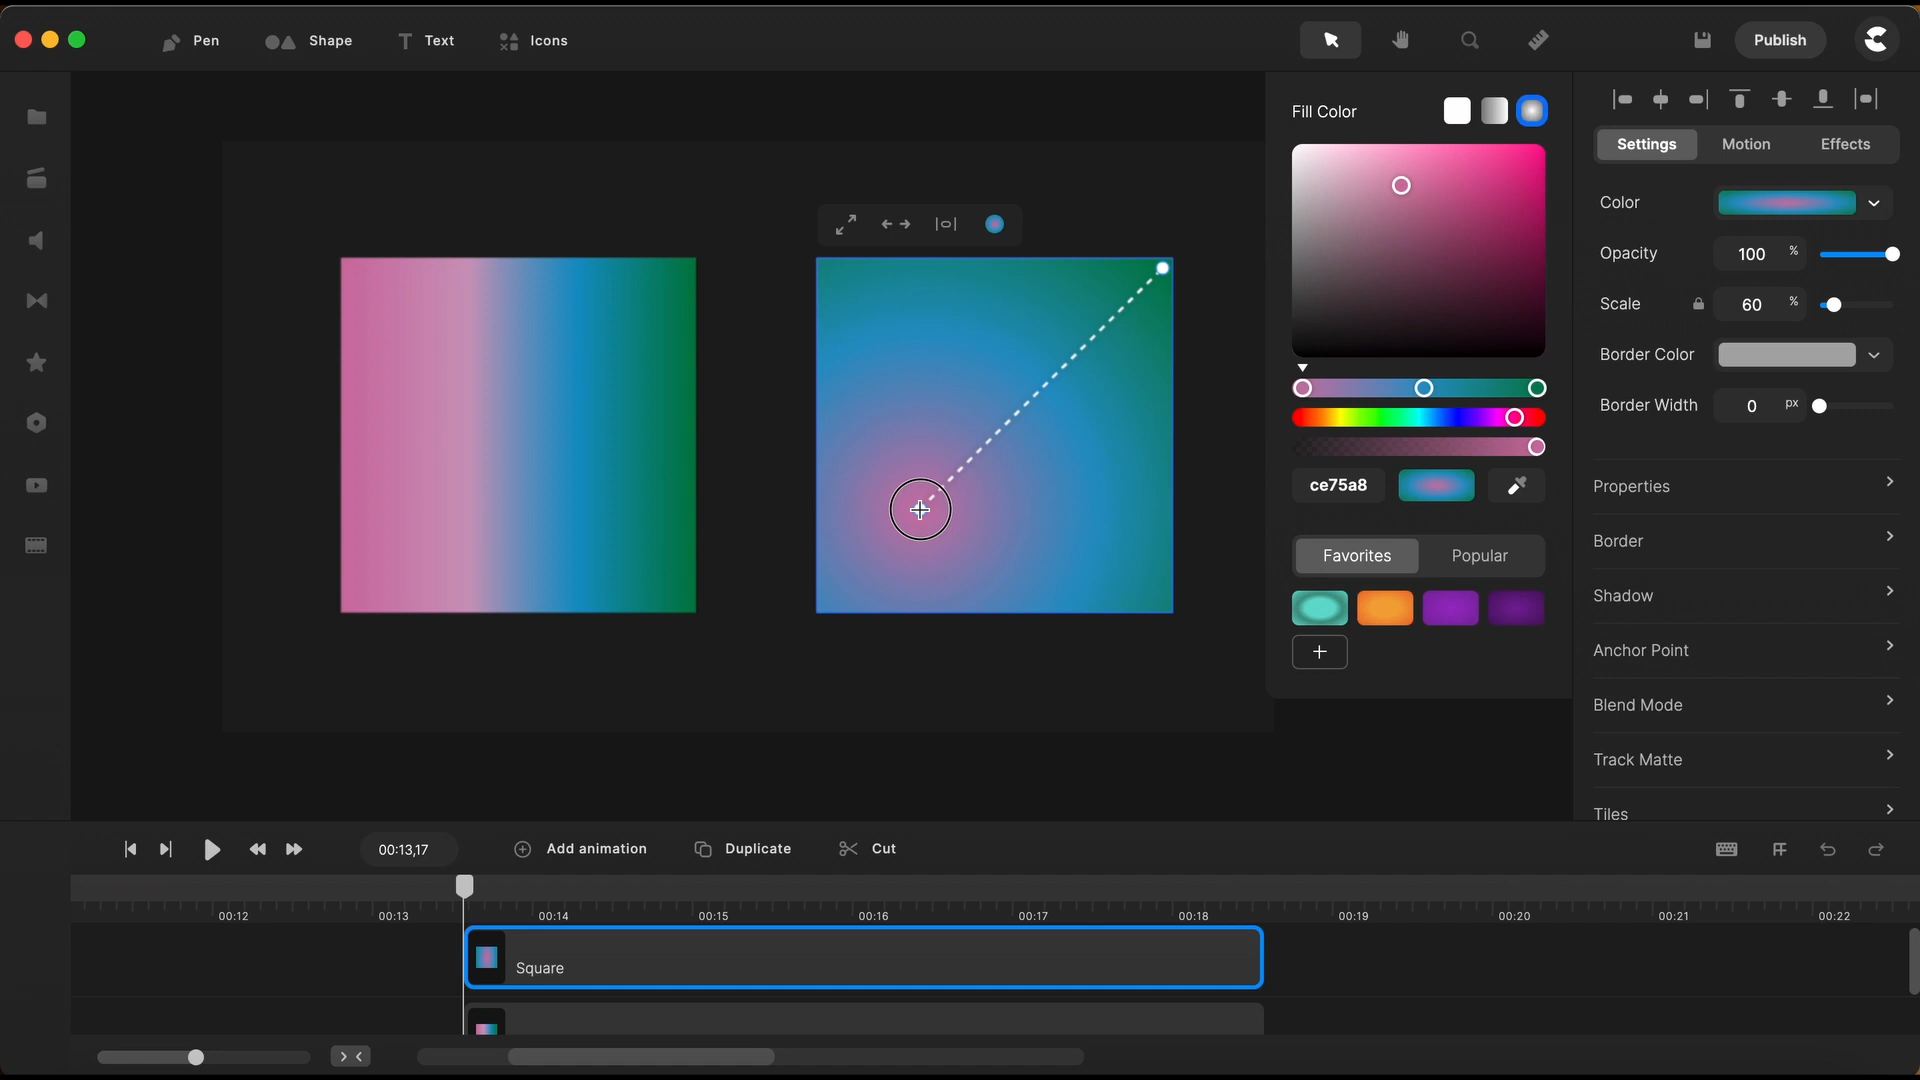 Pen Shape Text Icons Publish
Fill Color
Settings Motion Effects
Color
Opacity 100 %
Scale 60 %
Border Color
Border Width 0 px
ce75a8
Properties
Favorites Popular
Border
Shadow
Anchor Point
Blend Mode
Track Matte
Tiles
00:13,17 Add animation Duplicate Cut
00:12 00:13 00:14 00:15 00:16 00:17 00:18 00:19 00:20 00:21 00:22
Square